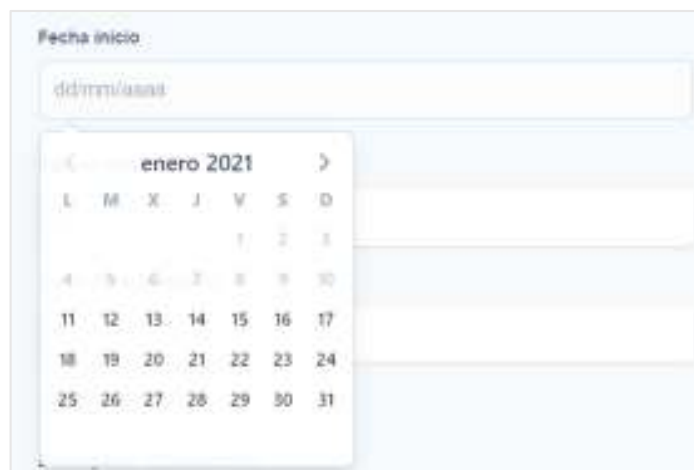 Fecha inicio
dd/mm/aaaa
enero 2021
L M X J V S D
1 2 3
4 5 6 7 8 9 10
11 12 13 14 15 16 17
18 19 20 21 22 23 24
25 26 27 28 29 30 31